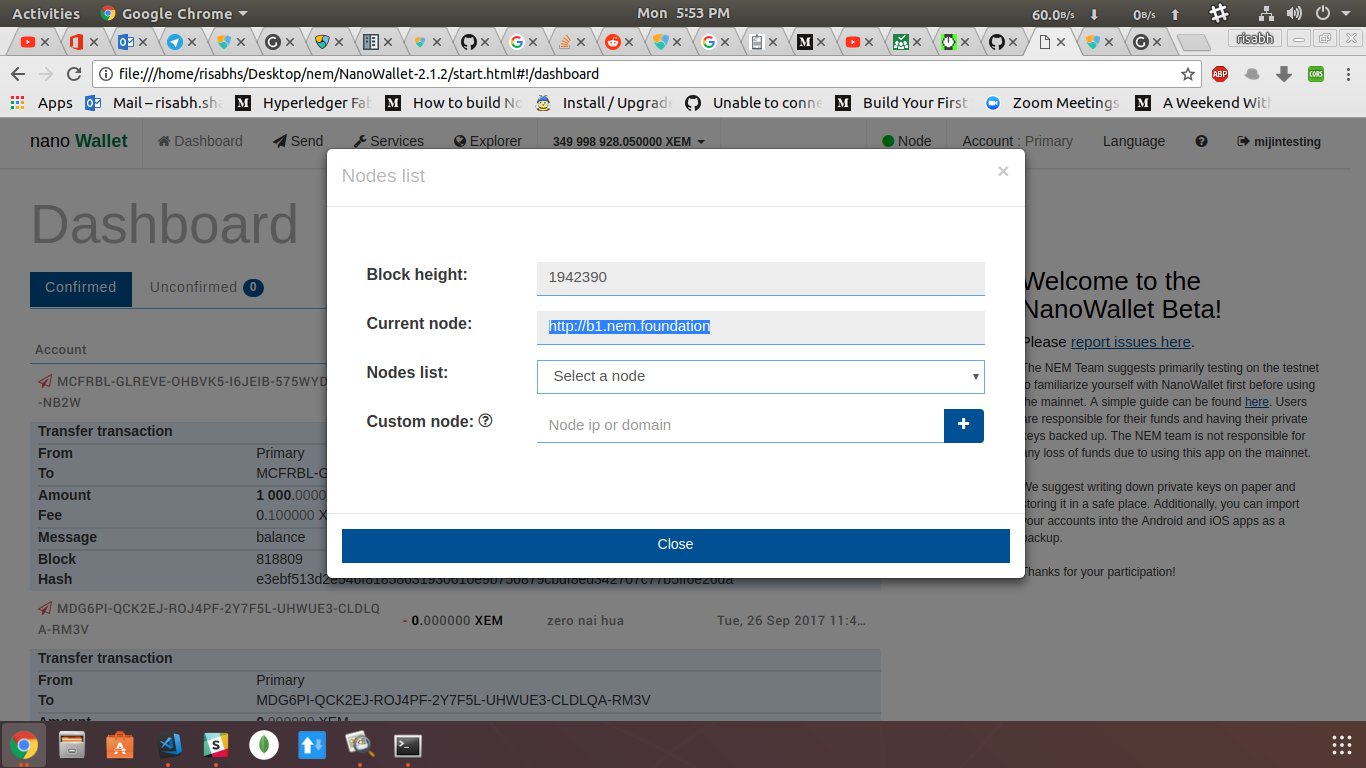 Activities Google Chrome Mon 5:53 PM 60.0B/s 0B/s
risabh
file:///home/risabhs/Desktop/nem/NanoWallet-2.1.2/start.html#!/dashboard
ABP CORS
Apps Mail – risabh.sha Hyperledger Fab How to build No Install / Upgrade Unable to conne Build Your First Zoom Meetings A Weekend With
nano Wallet Dashboard Send Services Explorer 349 998 928.050000 XEM Node Account : Primary Language mijintesting
Nodes list ×
Dashboard
Confirmed Unconfirmed 0
Block height: 1942390
Current node: http://b1.nem.foundation
Nodes list: Select a node
Custom node: Node ip or domain +
Close
Account
MCFRBL-GLREVE-OHBVK5-I6JEIB-575WYD
-NB2W
Transfer transaction
From Primary
To MCFRBL-G
Amount 1 000.0000
Fee 0.100000 X
Message balance
Block 818809
Hash
MDG6PI-QCK2EJ-ROJ4PF-2Y7F5L-UHWUE3-CLDLQ
A-RM3V
- 0.000000 XEM zero nai hua Tue, 26 Sep 2017 11:4...
Transfer transaction
From Primary
To MDG6PI-QCK2EJ-ROJ4PF-2Y7F5L-UHWUE3-CLDLQA-RM3V
Amount 0.000000 XEM
Welcome to the
NanoWallet Beta!
Please report issues here.
The NEM Team suggests primarily testing on the testnet
to familiarize yourself with NanoWallet first before using
the mainnet. A simple guide can be found here. Users
are responsible for their funds and having their private
keys backed up. The NEM team is not responsible for
any loss of funds due to using this app on the mainnet.
We suggest writing down private keys on paper and
storing it in a safe place. Additionally, you can import
your accounts into the Android and iOS apps as a
backup.
Thanks for your participation!